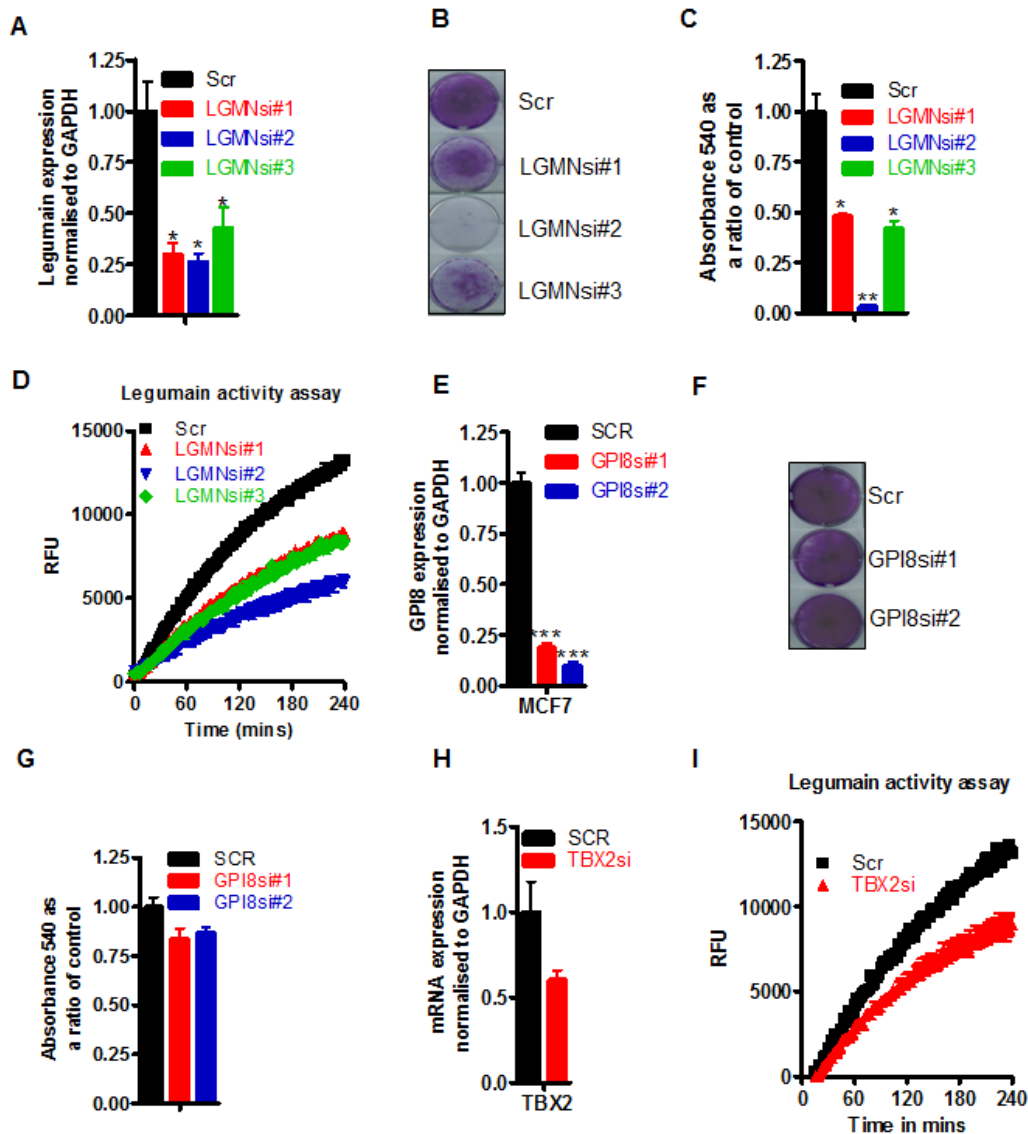 A
Legumain expression
normalised to GAPDH
1.25
1.00
0.75
0.50
0.25
0.00
Scr
LGMNsi#1
LGMNsi#2
LGMNsi#3
* * *
B
Scr
LGMNsi#1
LGMNsi#2
LGMNsi#3
C
Absorbance 540 as
a ratio of control
1.25
1.00
0.75
0.50
0.25
0.00
Scr
LGMNsi#1
LGMNsi#2
LGMNsi#3
* ** *
D
Legumain activity assay
RFU
15000
10000
5000
0
Scr
LGMNsi#1
LGMNsi#2
LGMNsi#3
0 60 120 180 240
Time (mins)
E
GPI8 expression
normalised to GAPDH
1.25
1.00
0.75
0.50
0.25
0.00
SCR
GPI8si#1
GPI8si#2
*** ***
MCF7
F
Scr
GPI8si#1
GPI8si#2
G
Absorbance 540 as
a ratio of control
1.25
1.00
0.75
0.50
0.25
0.00
SCR
GPI8si#1
GPI8si#2
H
mRNA expression
normalised to GAPDH
1.5
1.0
0.5
0.0
SCR
TBX2si
TBX2
I
Legumain activity assay
RFU
15000
10000
5000
0
Scr
TBX2si
0 60 120 180 240
Time in mins